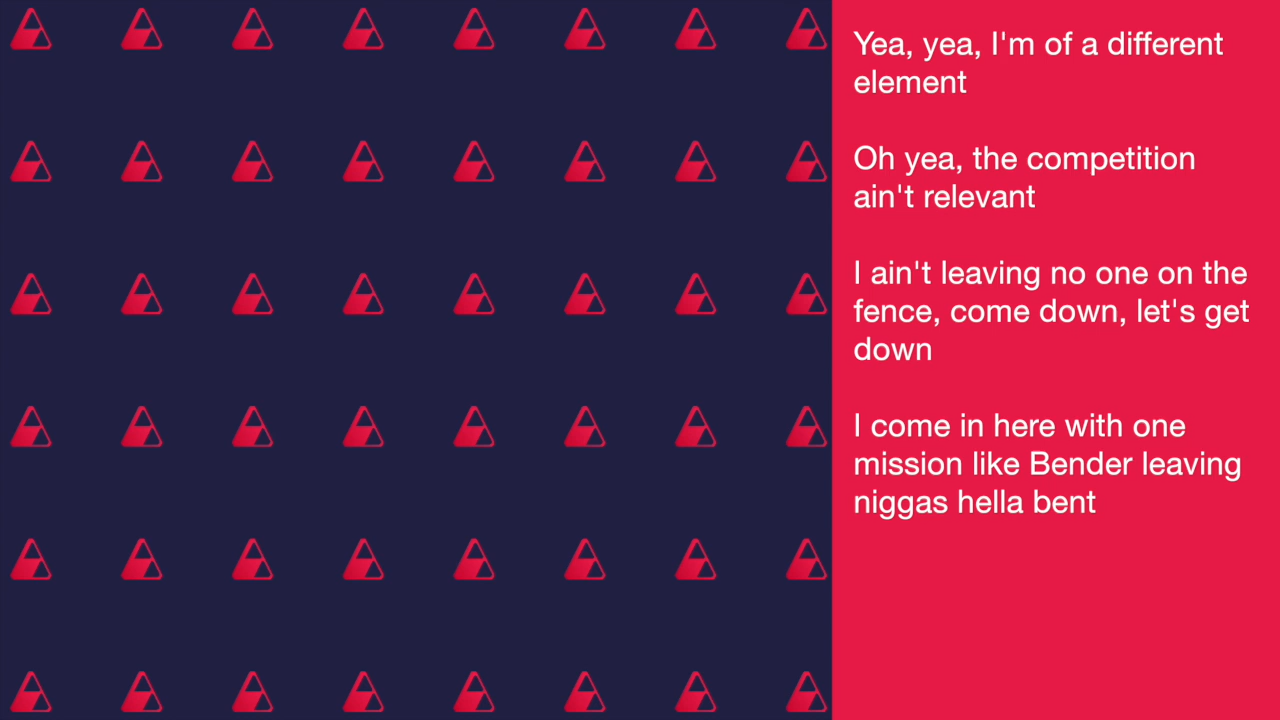 Yea, yea, I'm of a different
element
Oh yea, the competition
ain't relevant
I ain't leaving no one on the
fence, come down, let's get
down
I come in here with one
mission like Bender leaving
niggas hella bent